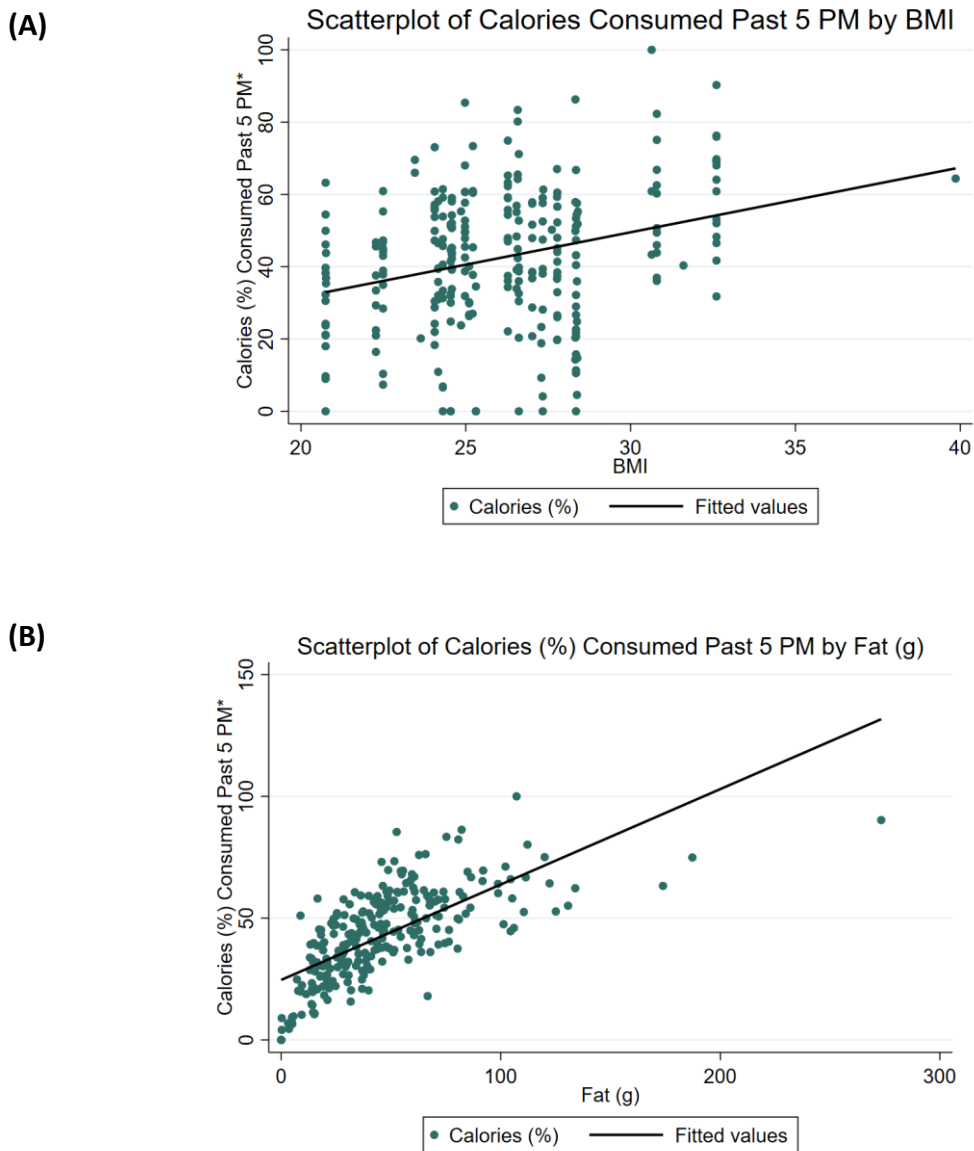 (A)
Scatterplot of Calories Consumed Past 5 PM by BMI
Calories (%) Consumed Past 5 PM*
100
80
60
40
20
0
20 25 30 35 40
BMI
Calories (%) Fitted values
(B)
Scatterplot of Calories (%) Consumed Past 5 PM by Fat (g)
Calories (%) Consumed Past 5 PM*
150
100
50
0
0 100 200 300
Fat (g)
Calories (%) Fitted values